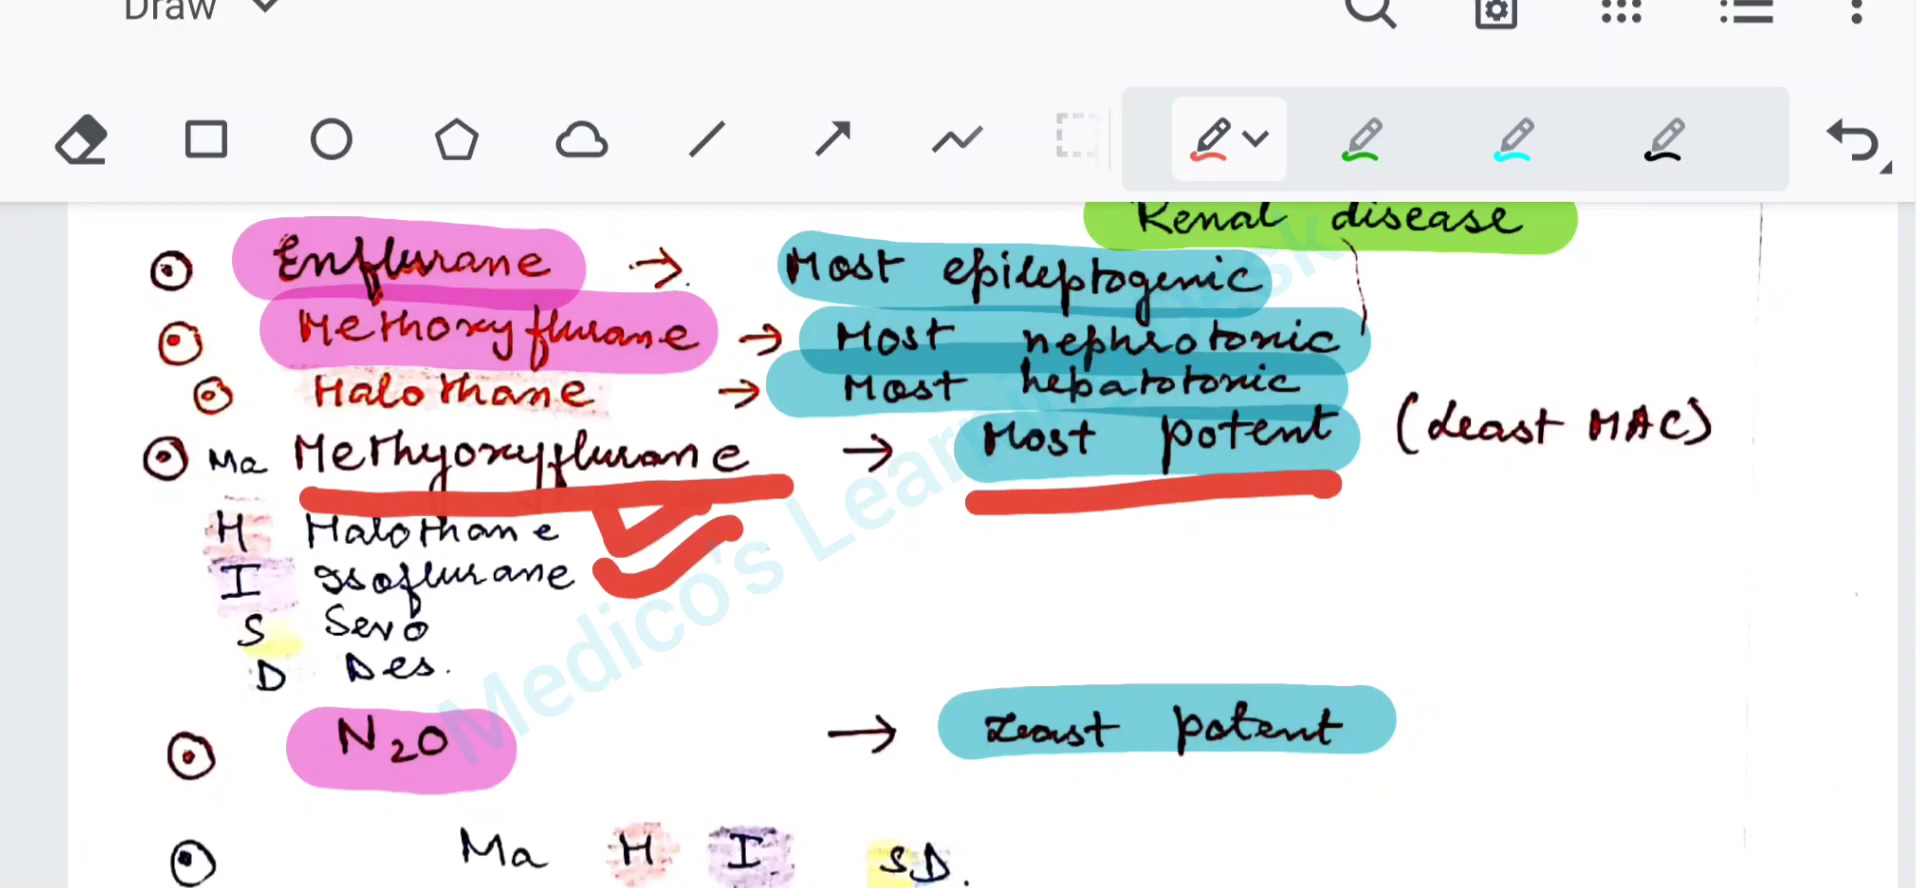 Draw
Renal disease
Enflurane → Most epileptogenic
Methoxyflurane → Most nephrotoxic
Halothane → Most hepatotoxic
Ma Methyoxyflurane → Most potent (Least MAC)
H Halothane
I Isoflurane
S Sevo
D Des.
N2O → Least potent
Ma H I SD.
Medico's Learn